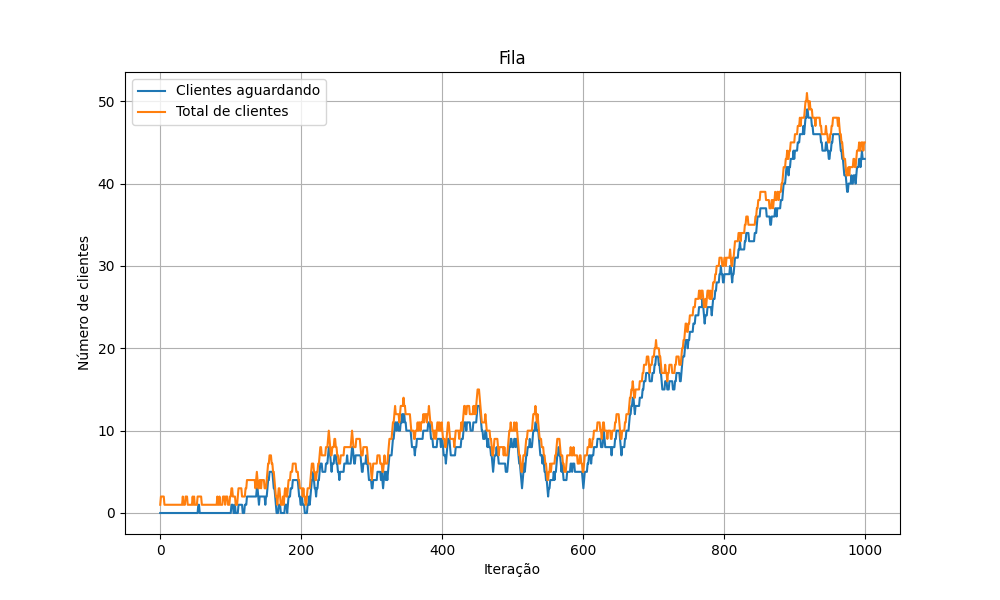 Fila
Clientes aguardando
Total de clientes
Número de clientes
50
40
30
20
10
0
0 200 400 600 800 1000
Iteração